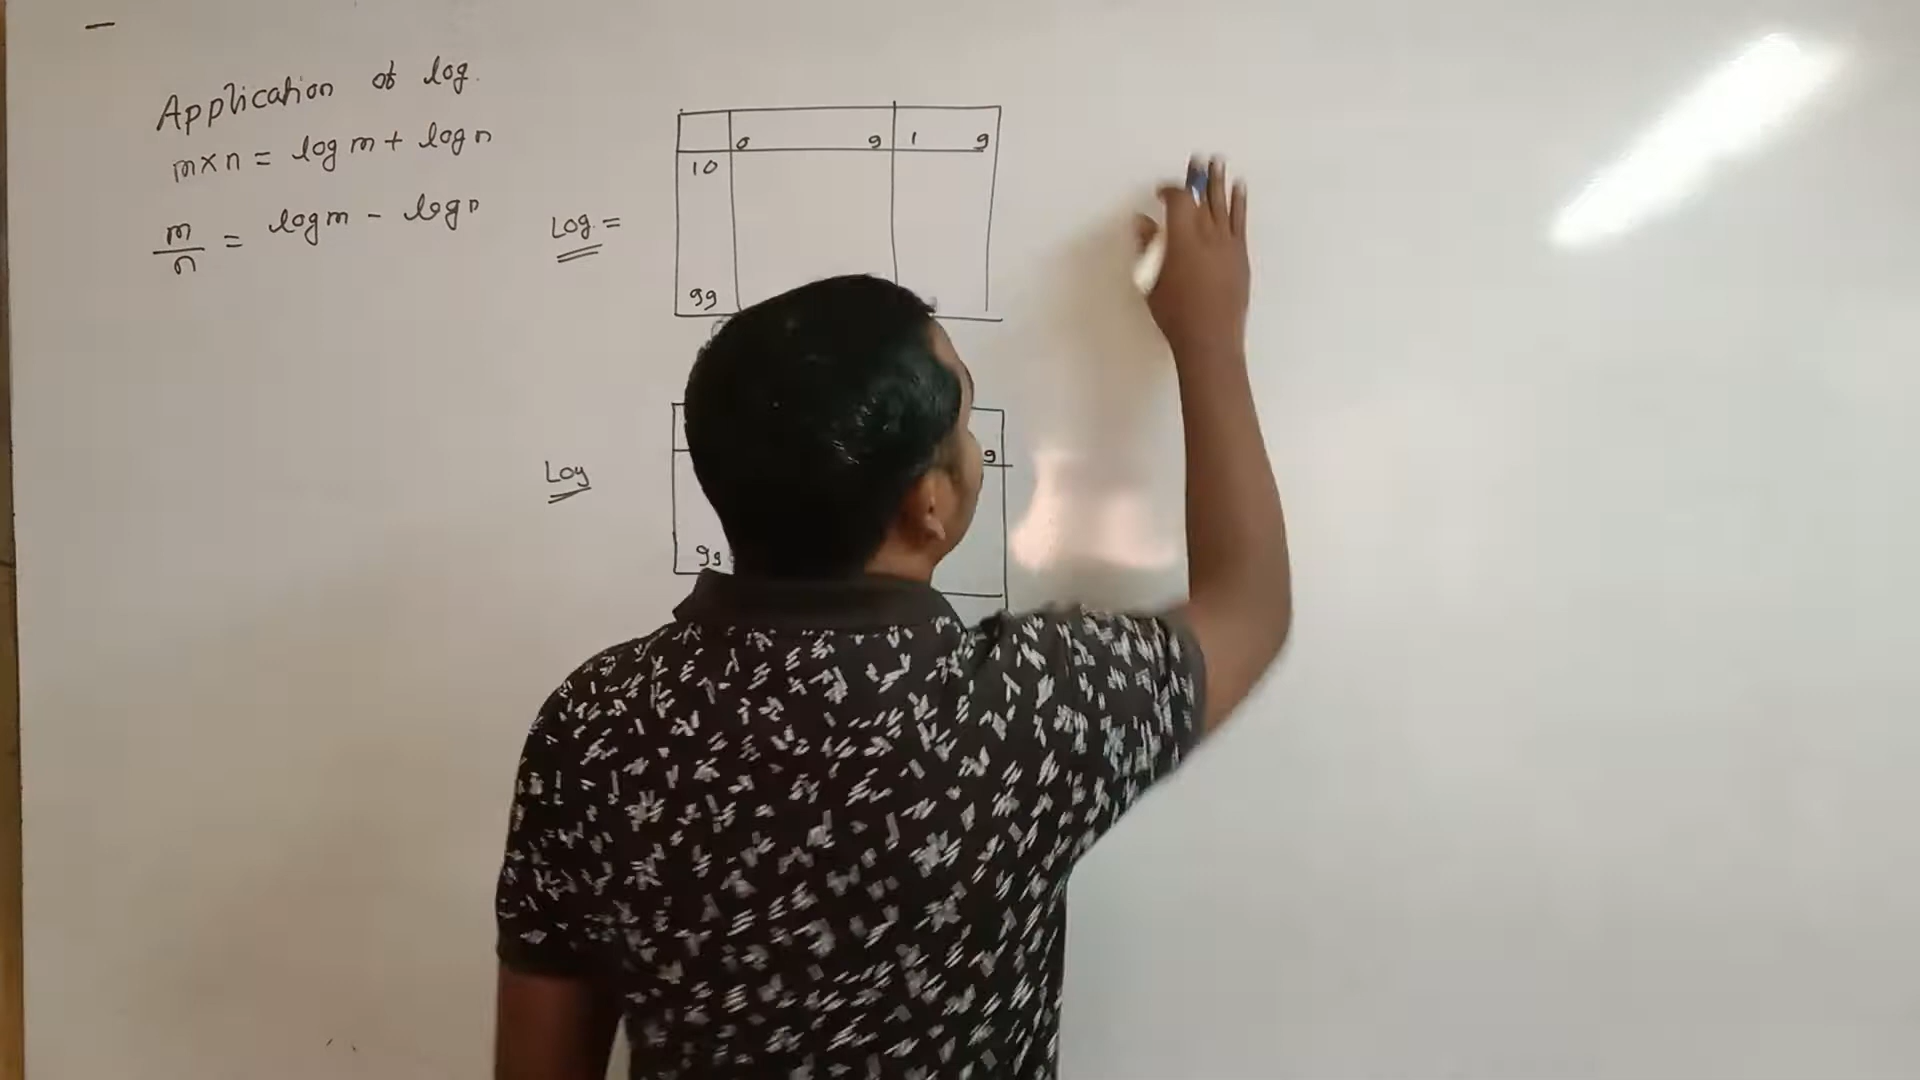 Application of log.
m×n = log m + log n
m/n = log m - log n
Log =
0 9 1 9
10
99
Log
9
99